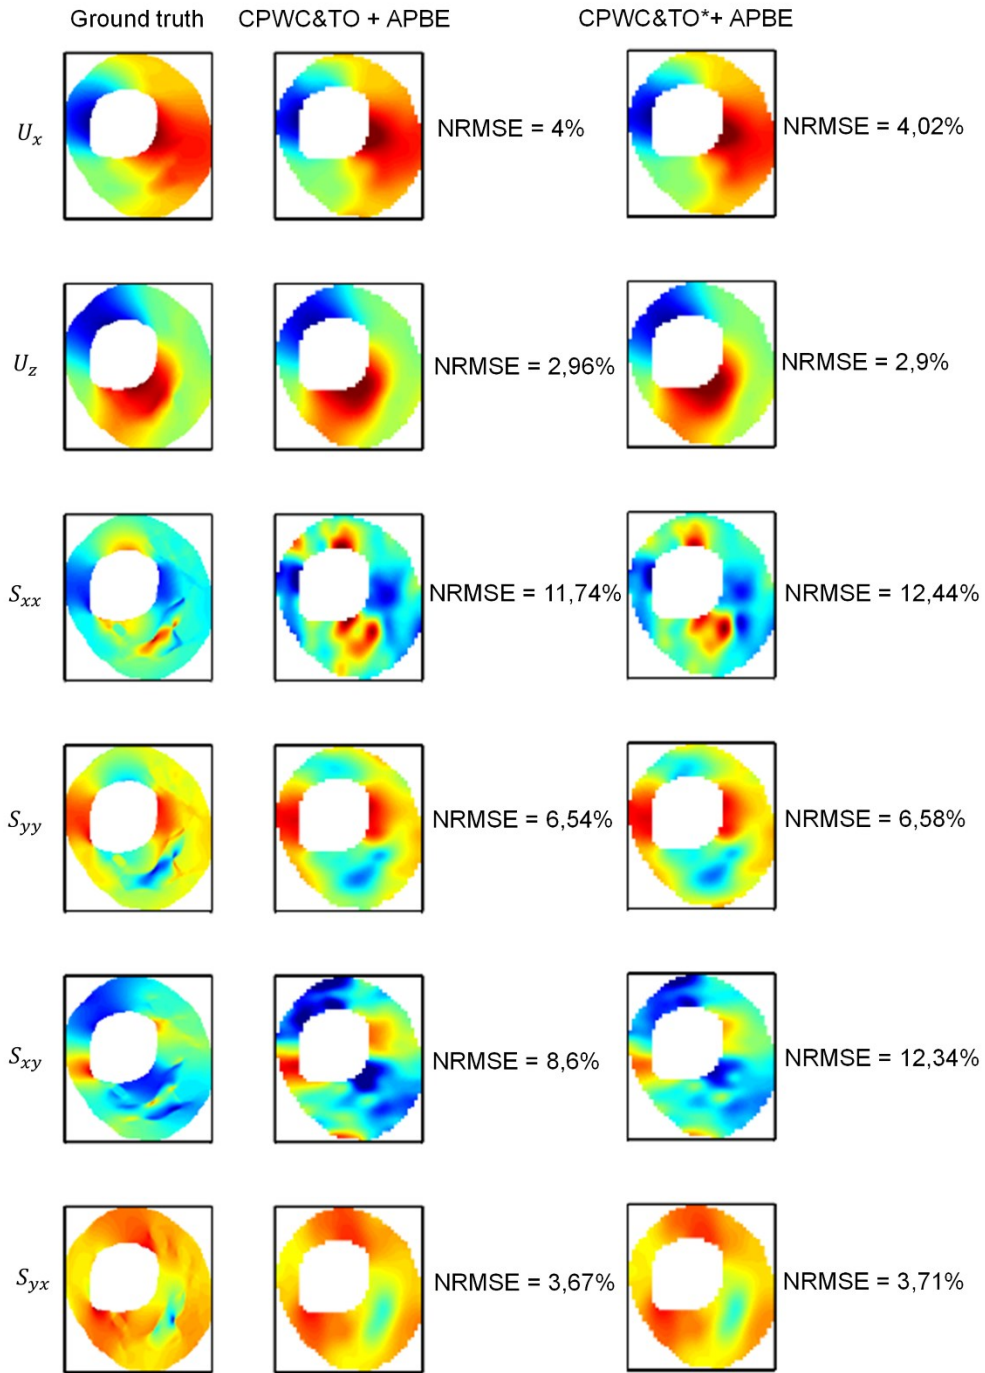 Ground truth CPWC&TO + APBE CPWC&TO*+ APBE
U_x NRMSE = 4% NRMSE = 4,02%
U_z NRMSE = 2,96% NRMSE = 2,9%
S_xx NRMSE = 11,74% NRMSE = 12,44%
S_yy NRMSE = 6,54% NRMSE = 6,58%
S_xy NRMSE = 8,6% NRMSE = 12,34%
S_yx NRMSE = 3,67% NRMSE = 3,71%